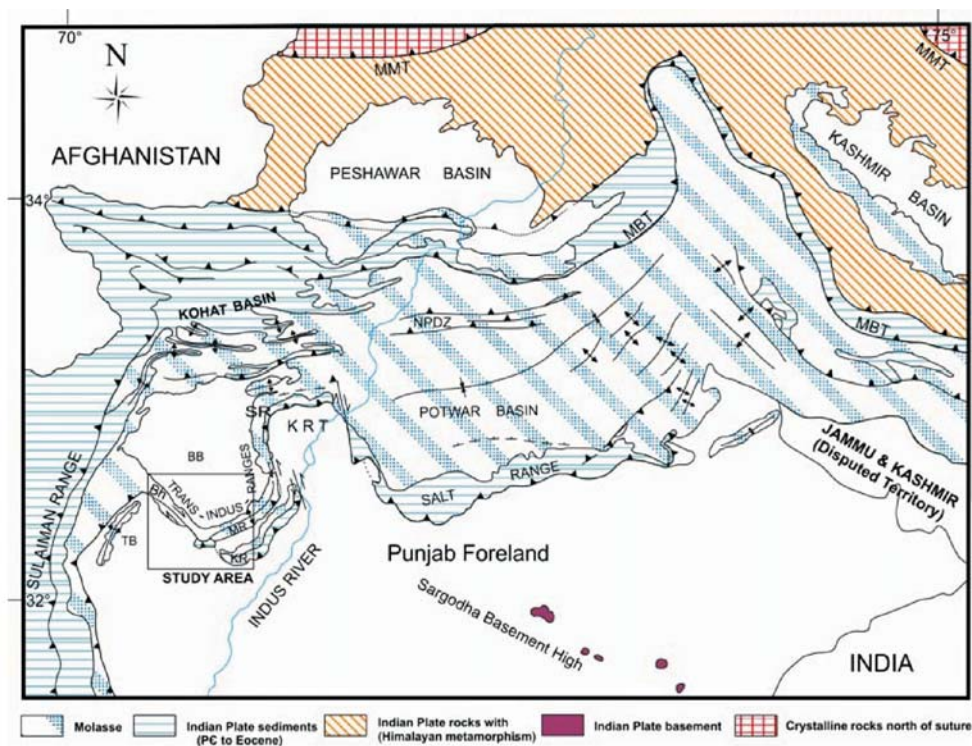 70°
75°
N
MMT
MMT
AFGHANISTAN
PESHAWAR BASIN
KASHMIR BASIN
34°
MBT
KOHAT BASIN
NPDZ
MBT
SULAIMAN RANGE
SR
KRT
POTWAR BASIN
JAMMU & KASHMIR
(Disputed Territory)
BB
RANGES
SALT RANGE
BR
TRANS INDUS
MR
KR
TB
STUDY AREA
INDUS RIVER
Punjab Foreland
32°
Sargodha Basement High
INDIA
Molasse
Indian Plate sediments
(PЄ to Eocene)
Indian Plate rocks with
(Himalayan metamorphism)
Indian Plate basement
Crystalline rocks north of suture